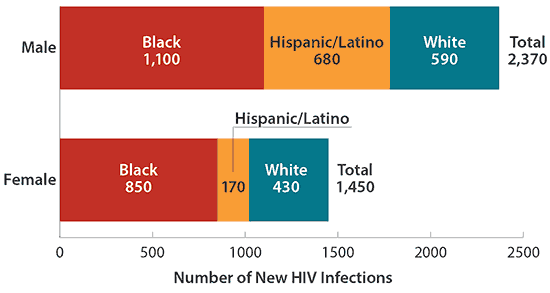 Male
Black
1,100
Hispanic/Latino
680
White
590
Total
2,370
Hispanic/Latino
Female
Black
850
170
White
430
Total
1,450
0 500 1000 1500 2000 2500
Number of New HIV Infections